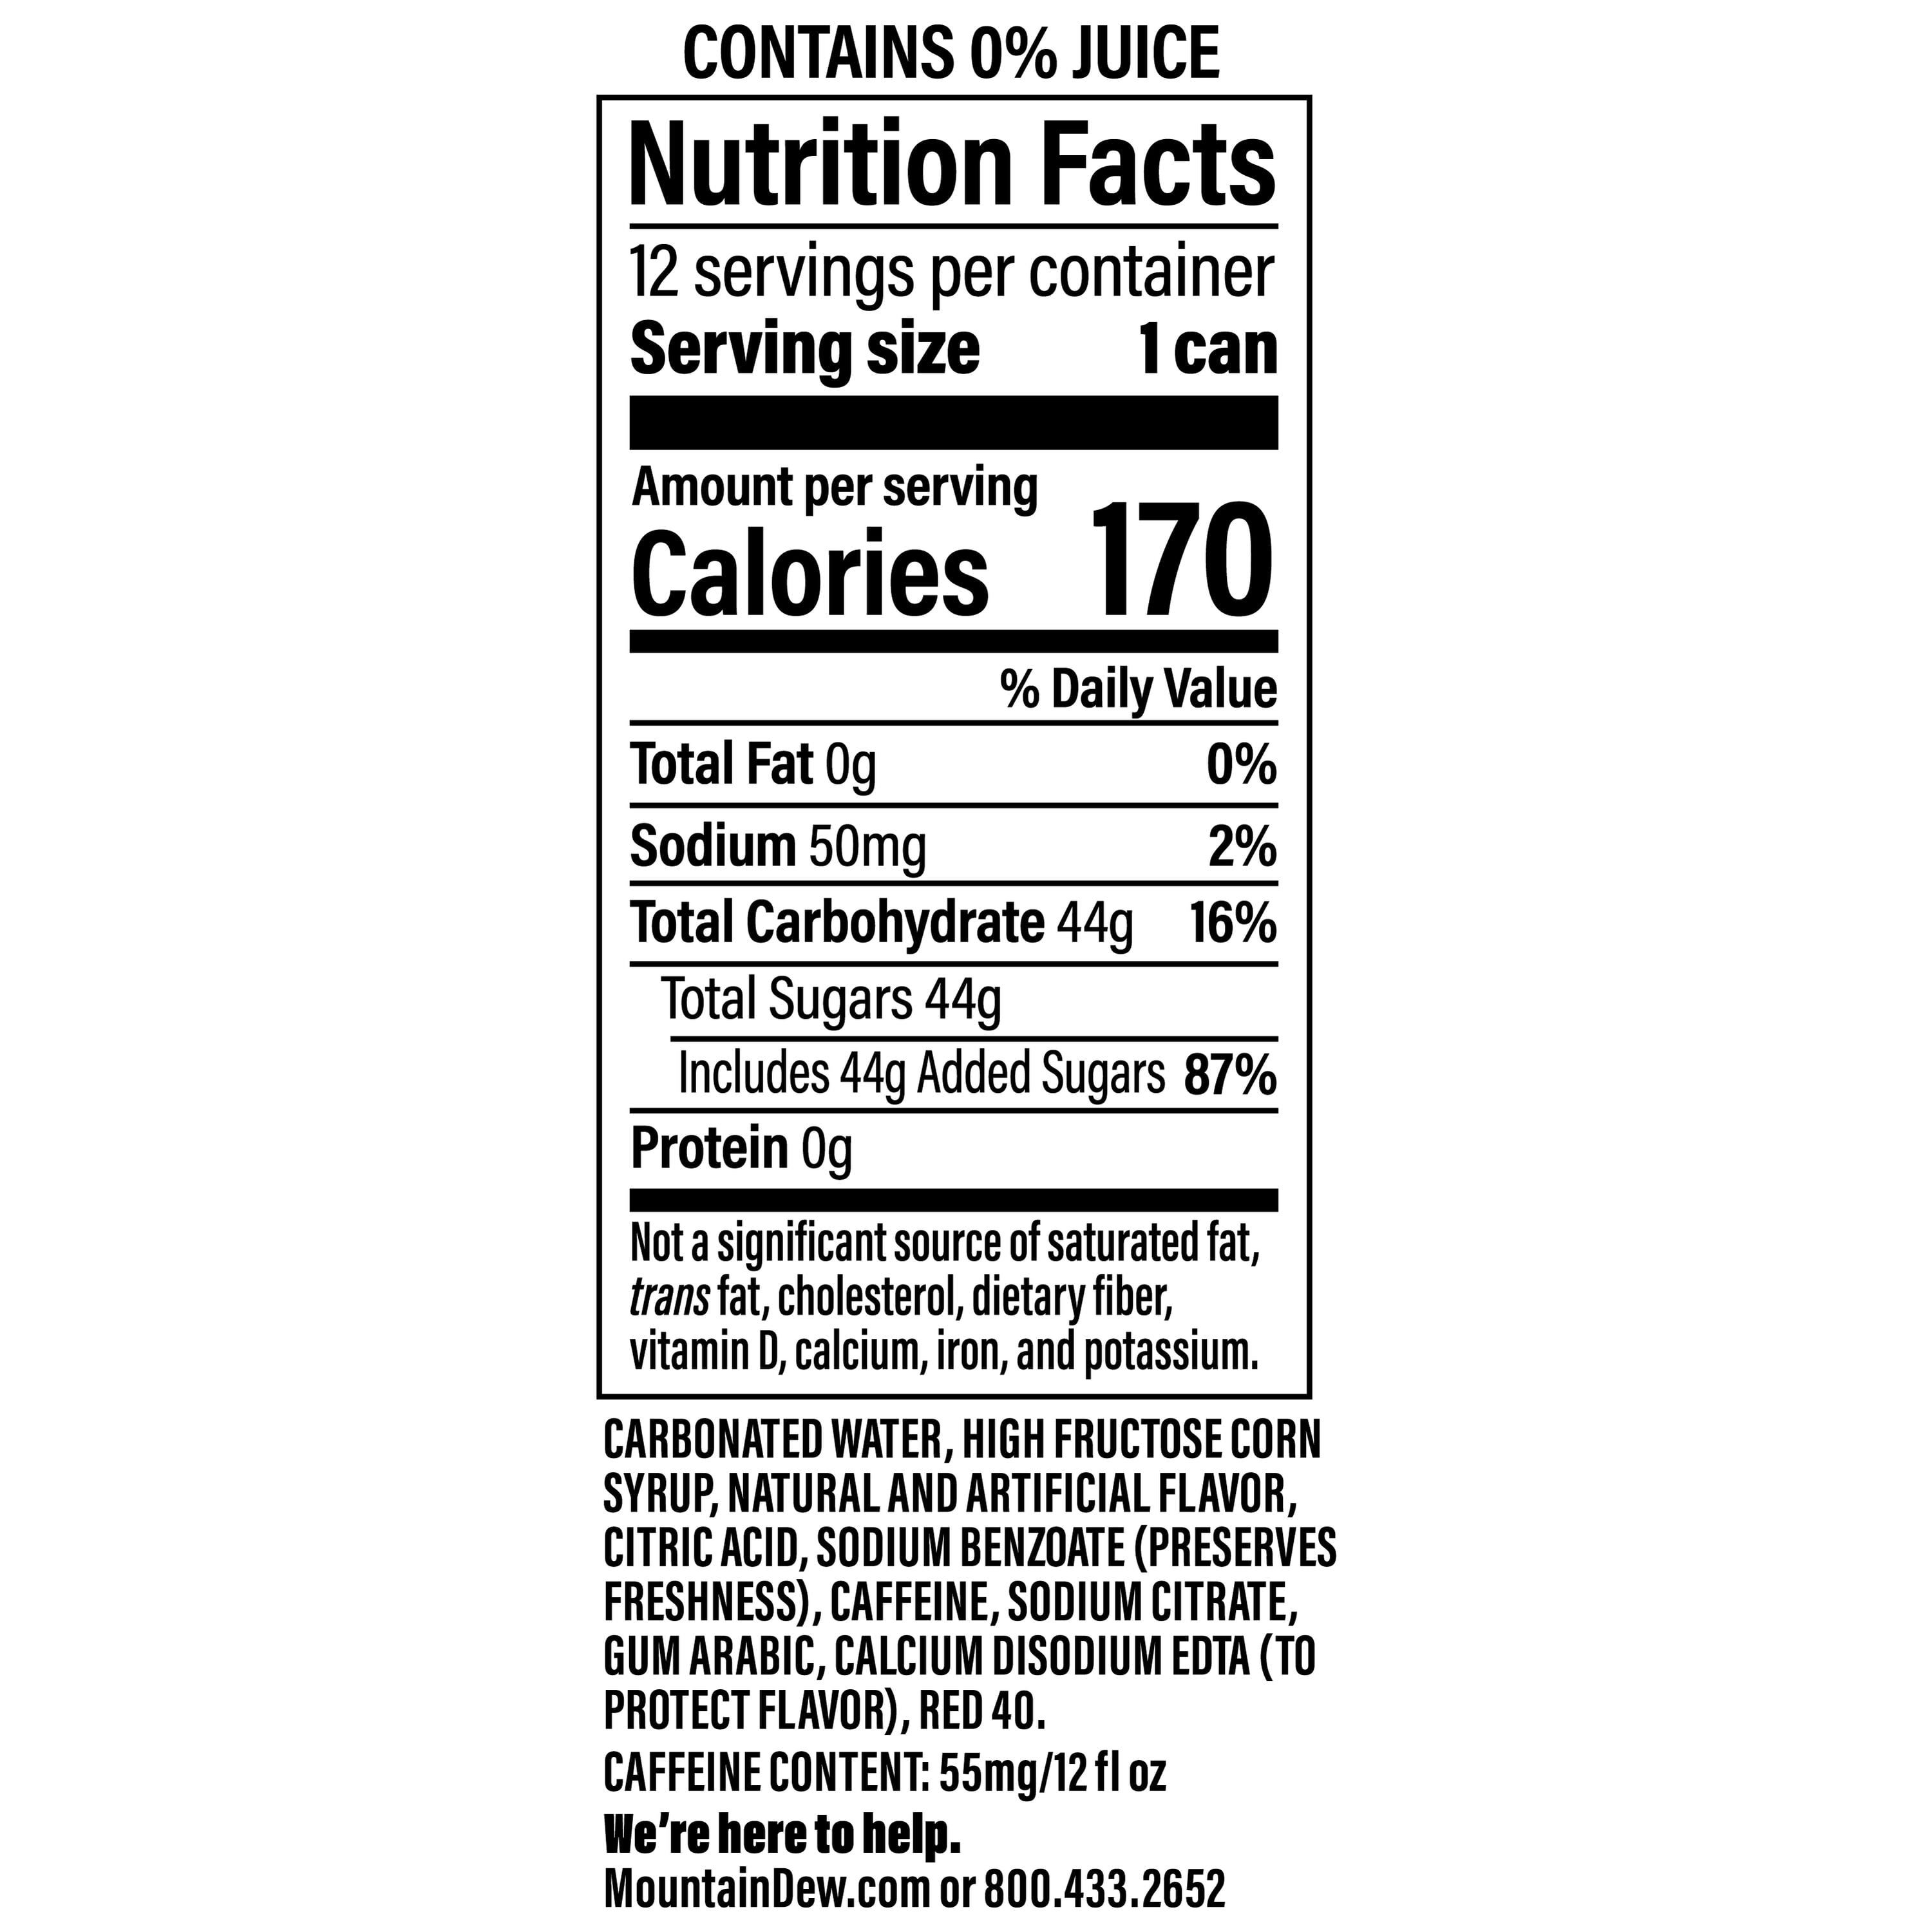 CONTAINS 0% JUICE
Nutrition Facts
12 servings per container
Serving size 1 can
Amount per serving
Calories 170
% Daily Value
Total Fat 0g 0%
Sodium 50mg 2%
Total Carbohydrate 44g 16%
Total Sugars 44g
Includes 44g Added Sugars 87%
Protein 0g
Not a significant source of saturated fat,
trans fat, cholesterol, dietary fiber,
vitamin D, calcium, iron, and potassium.
CARBONATED WATER, HIGH FRUCTOSE CORN
SYRUP, NATURAL AND ARTIFICIAL FLAVOR,
CITRIC ACID, SODIUM BENZOATE (PRESERVES
FRESHNESS), CAFFEINE, SODIUM CITRATE,
GUM ARABIC, CALCIUM DISODIUM EDTA (TO
PROTECT FLAVOR), RED 40.
CAFFEINE CONTENT: 55mg/12 fl oz
We're here to help.
MountainDew.com or 800.433.2652